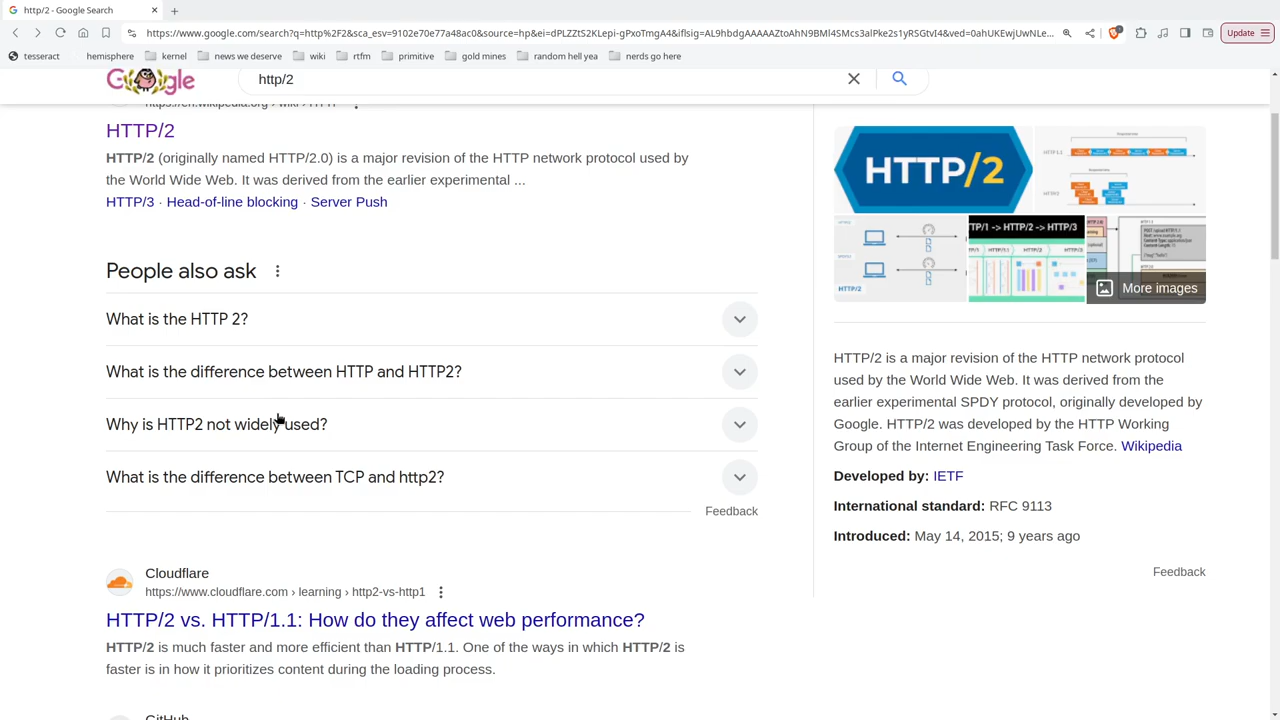 http/2 - Google Search
https://www.google.com/search?q=http%2F2&sca_esv=9102e70e77a48ac0&source=hp&ei=dPLZZtS2KLepi-gPxoTmgA4&iflsig=AL9hbdgAAAAAZtoAhN9BMl4SMcs3alPke2s1yRSGtvI4&ved=0ahUKEwjUwNLe...
Update
tesseract hemisphere kernel news we deserve wiki rtfm primitive gold mines random hell yea nerds go here
Google
http/2
HTTP/2
HTTP/2 (originally named HTTP/2.0) is a major revision of the HTTP network protocol used by
the World Wide Web. It was derived from the earlier experimental ...
HTTP/3 · Head-of-line blocking · Server Push
People also ask
What is the HTTP 2?
What is the difference between HTTP and HTTP2?
Why is HTTP2 not widely used?
What is the difference between TCP and http2?
Feedback
Cloudflare
https://www.cloudflare.com › learning › http2-vs-http1
HTTP/2 vs. HTTP/1.1: How do they affect web performance?
HTTP/2 is much faster and more efficient than HTTP/1.1. One of the ways in which HTTP/2 is
faster is in how it prioritizes content during the loading process.
GitHub
HTTP/2
HTTP/2
TP/1 -> HTTP/2 -> HTTP/3
More images
HTTP/2 is a major revision of the HTTP network protocol
used by the World Wide Web. It was derived from the
earlier experimental SPDY protocol, originally developed by
Google. HTTP/2 was developed by the HTTP Working
Group of the Internet Engineering Task Force. Wikipedia
Developed by: IETF
International standard: RFC 9113
Introduced: May 14, 2015; 9 years ago
Feedback